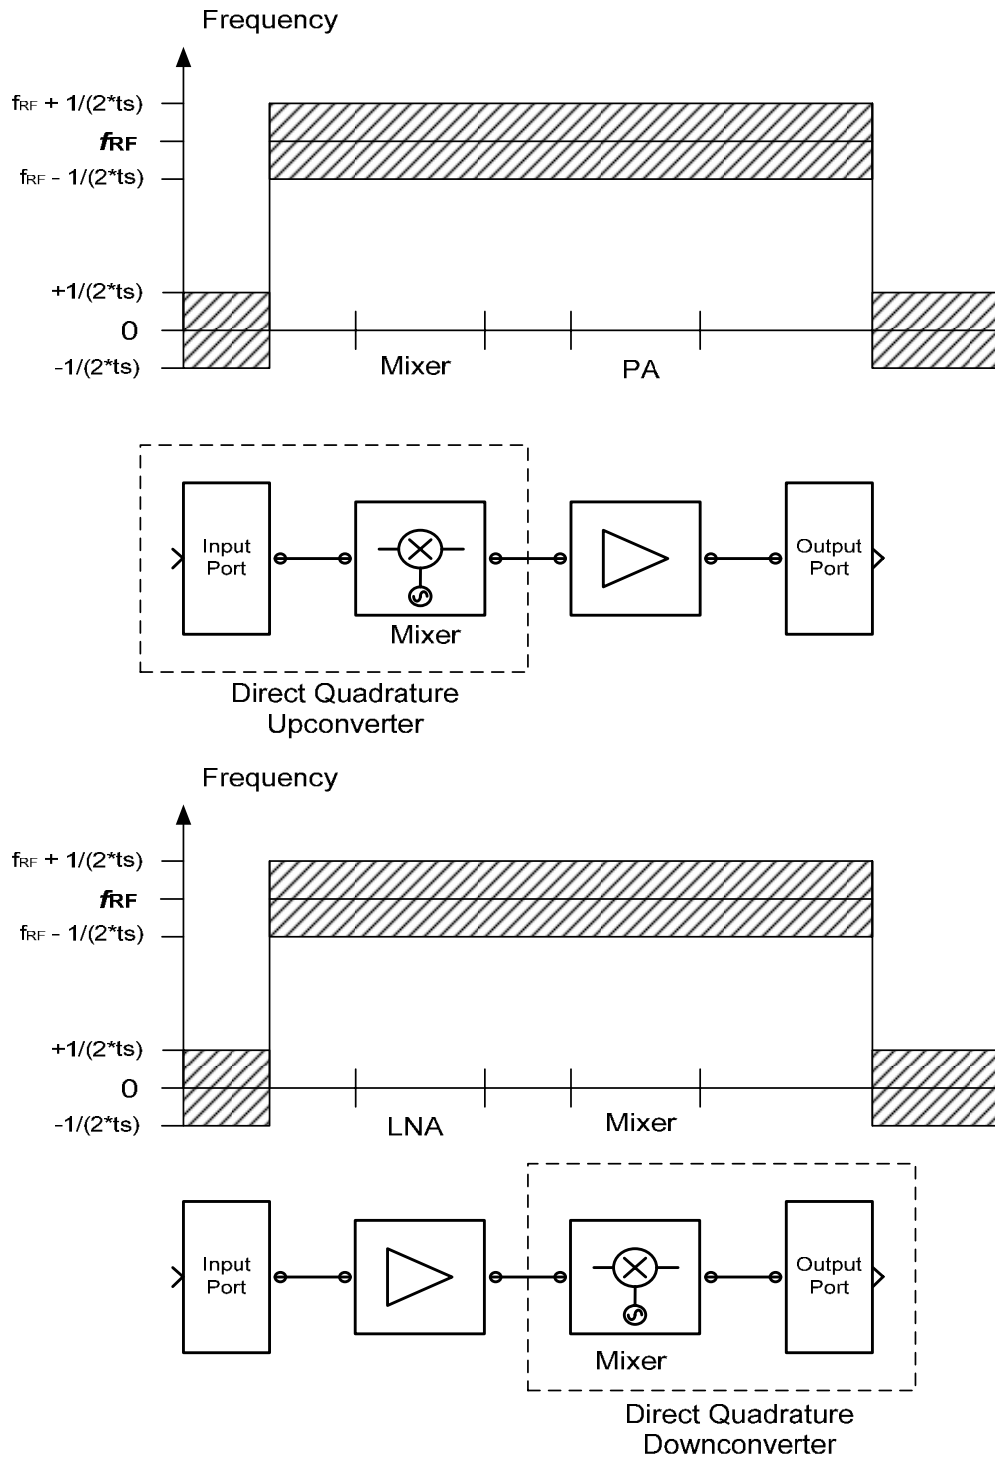 Frequency
fRF + 1/(2*ts)
fRF
fRF - 1/(2*ts)
+1/(2*ts)
0
-1/(2*ts)
Mixer
PA
Input
Port
Mixer
Output
Port
Direct Quadrature
Upconverter
Frequency
fRF + 1/(2*ts)
fRF
fRF - 1/(2*ts)
+1/(2*ts)
0
-1/(2*ts)
LNA
Mixer
Input
Port
Mixer
Output
Port
Direct Quadrature
Downconverter